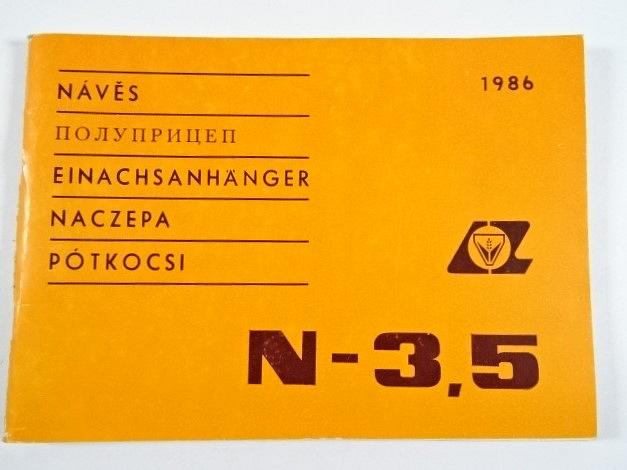 1986
NÁVĚS
ПОЛУПРИЦЕП
EINACHSANHÄNGER
NACZEPA
PÓTKOCSI
N-3,5